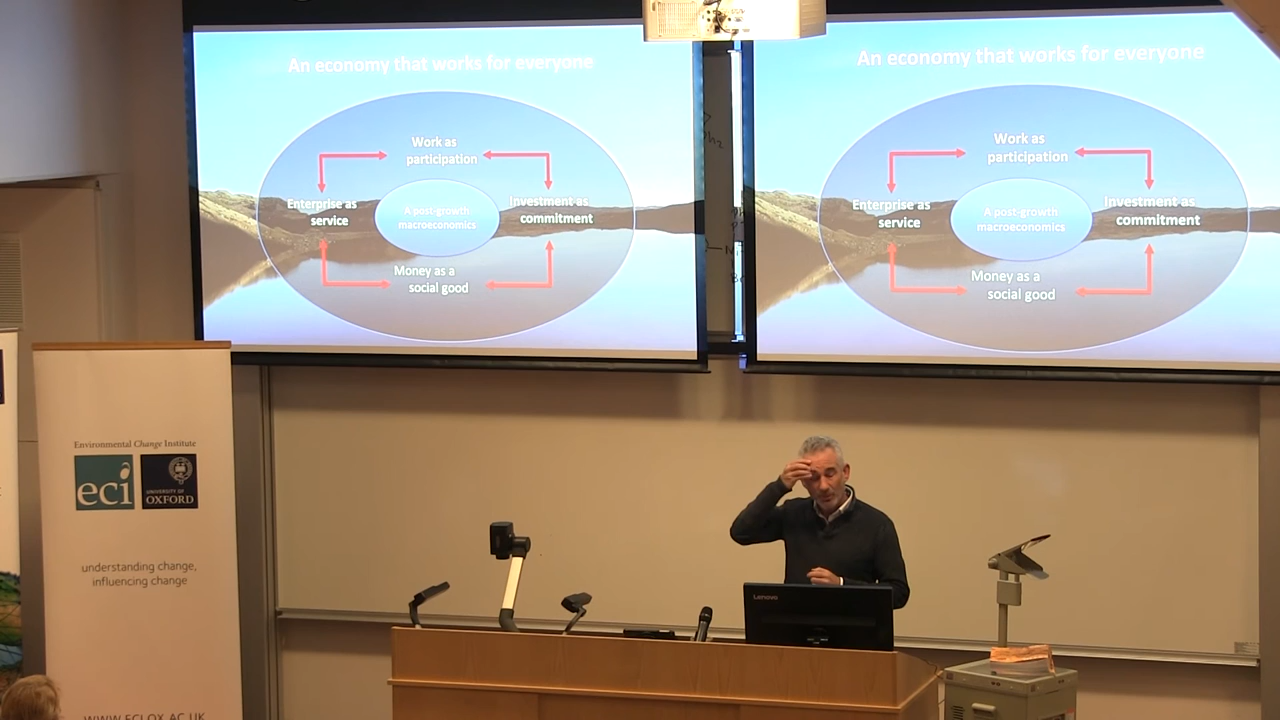 An economy that works for everyone
Work as
participation
Enterprise as
service
A post-growth
macroeconomics
Investment as
commitment
Money as a
social good
An economy that works for everyone
Work as
participation
Enterprise as
service
A post-growth
macroeconomics
Investment as
commitment
Money as a
social good
Environmental Change Institute
eci
UNIVERSITY OF
OXFORD
understanding change,
influencing change
WWW.ECI.OX.AC.UK
Lenovo